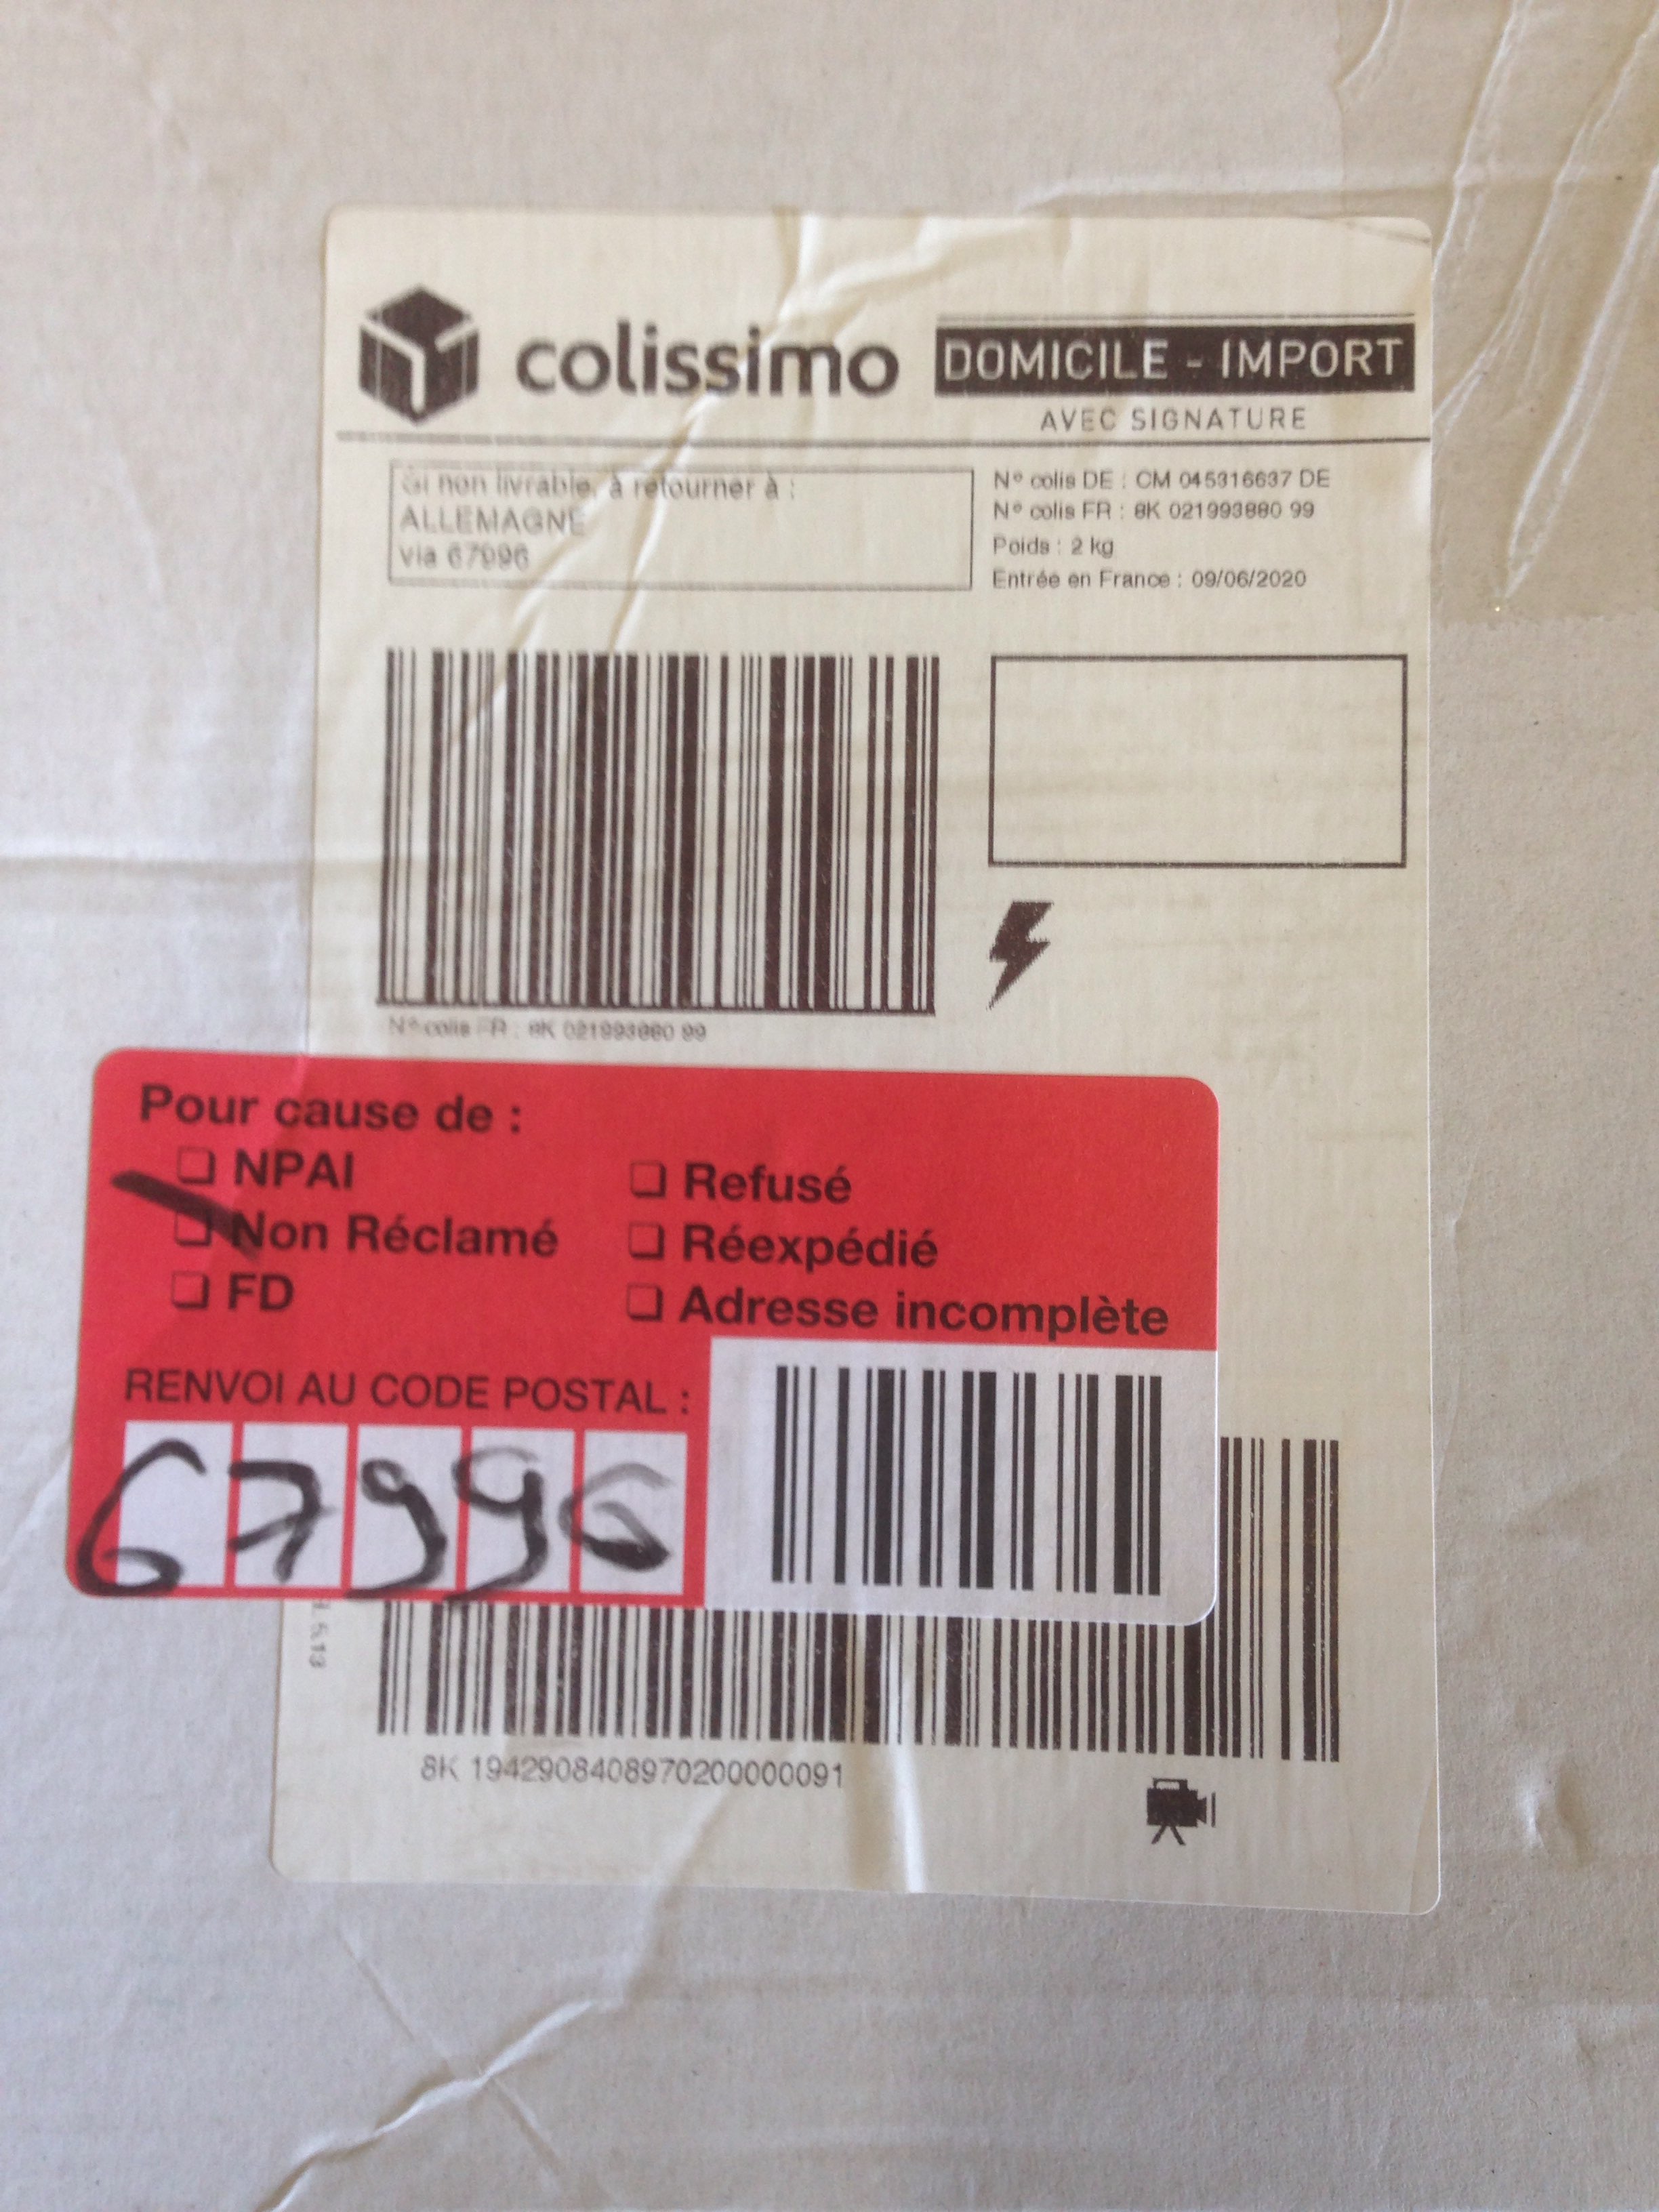 colissimo
DOMICILE - IMPORT
AVEC SIGNATURE
Si non livrable, à retourner à :
ALLEMAGNE
via 67996
N° colis DE : CM 045316637 DE
N° colis FR : 8K 021993880 99
Poids : 2 kg
Entrée en France : 09/06/2020
N° colis FR : 8K 021993880 99
Pour cause de :
NPAI
Non Réclamé
FD
Refusé
Réexpédié
Adresse incomplète
RENVOI AU CODE POSTAL :
67996
8K 1942908408970200000091